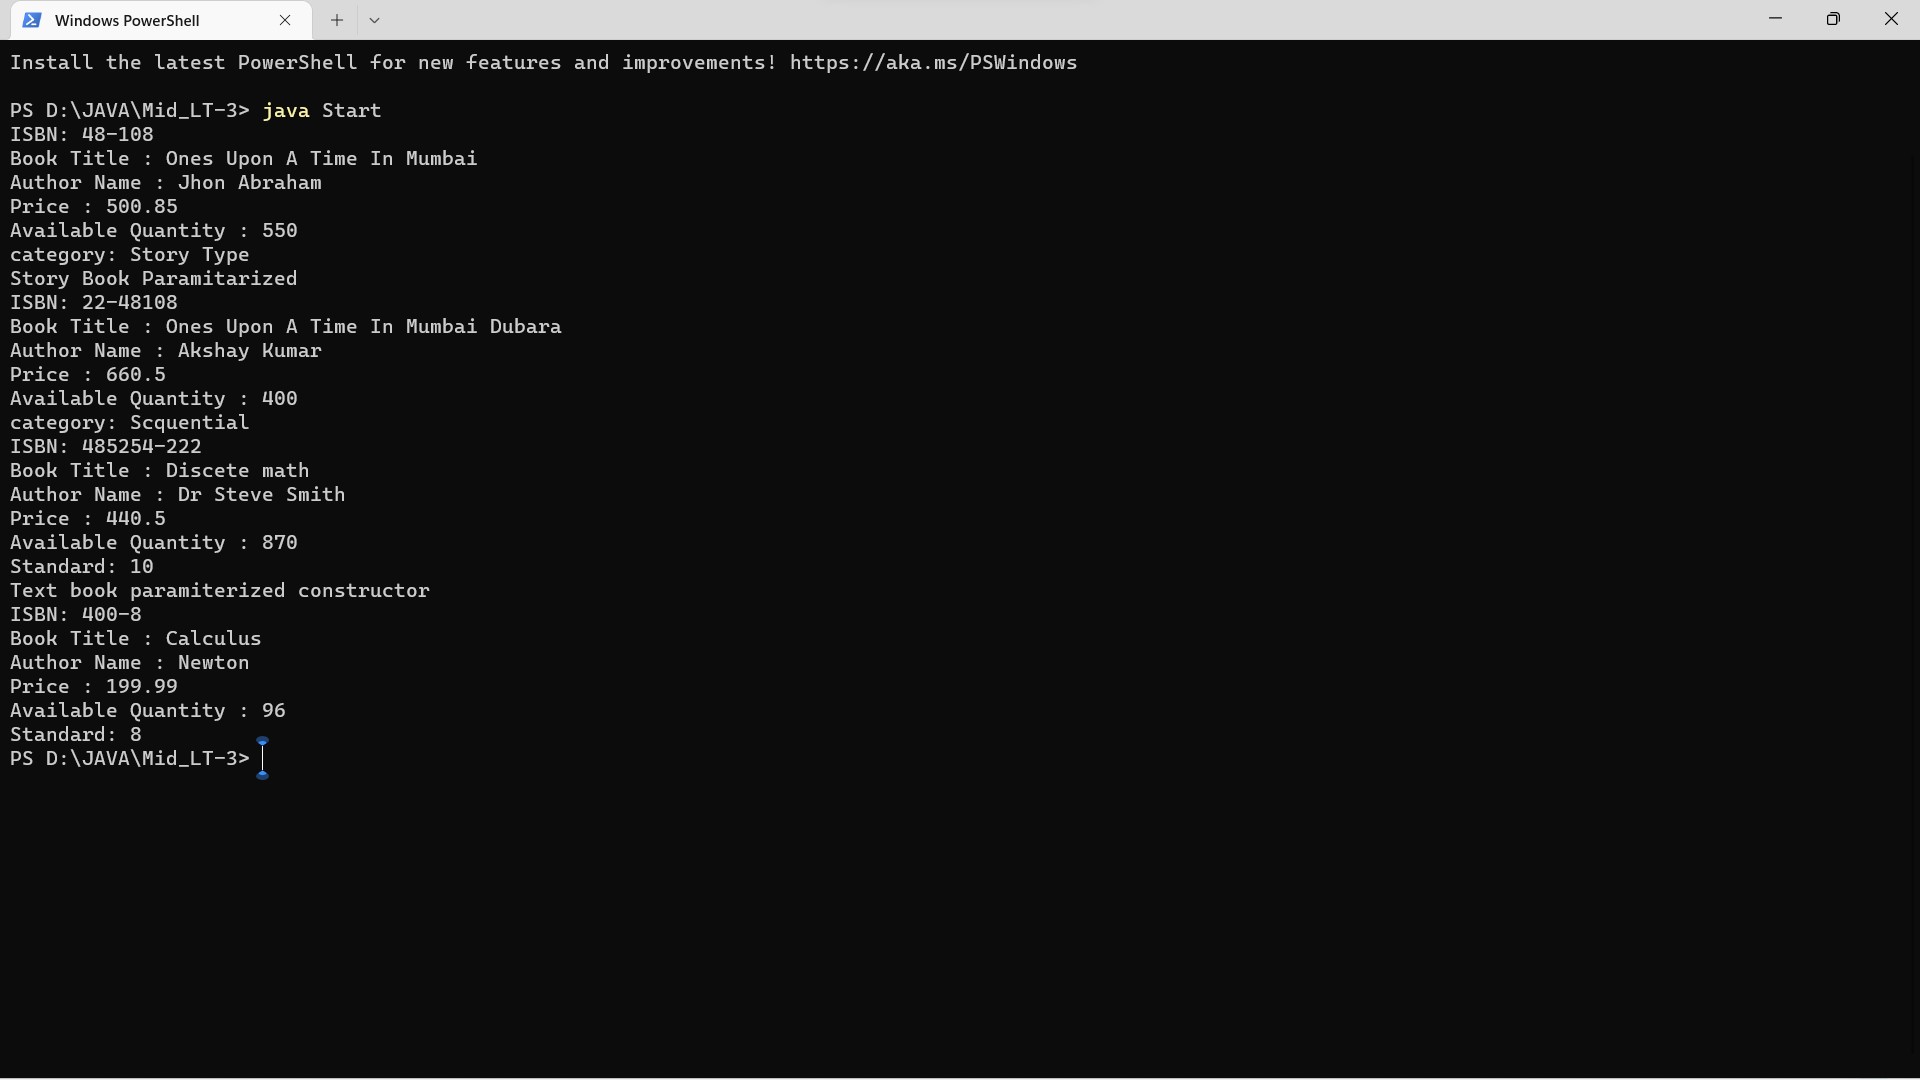 Windows PowerShell
Install the latest PowerShell for new features and improvements! https://aka.ms/PSWindows
PS D:\JAVA\Mid_LT-3> java Start
ISBN: 48-108
Book Title : Ones Upon A Time In Mumbai
Author Name : Jhon Abraham
Price : 500.85
Available Quantity : 550
category: Story Type
Story Book Paramitarized
ISBN: 22-48108
Book Title : Ones Upon A Time In Mumbai Dubara
Author Name : Akshay Kumar
Price : 660.5
Available Quantity : 400
category: Scquential
ISBN: 485254-222
Book Title : Discete math
Author Name : Dr Steve Smith
Price : 440.5
Available Quantity : 870
Standard: 10
Text book paramiterized constructor
ISBN: 400-8
Book Title : Calculus
Author Name : Newton
Price : 199.99
Available Quantity : 96
Standard: 8
PS D:\JAVA\Mid_LT-3>